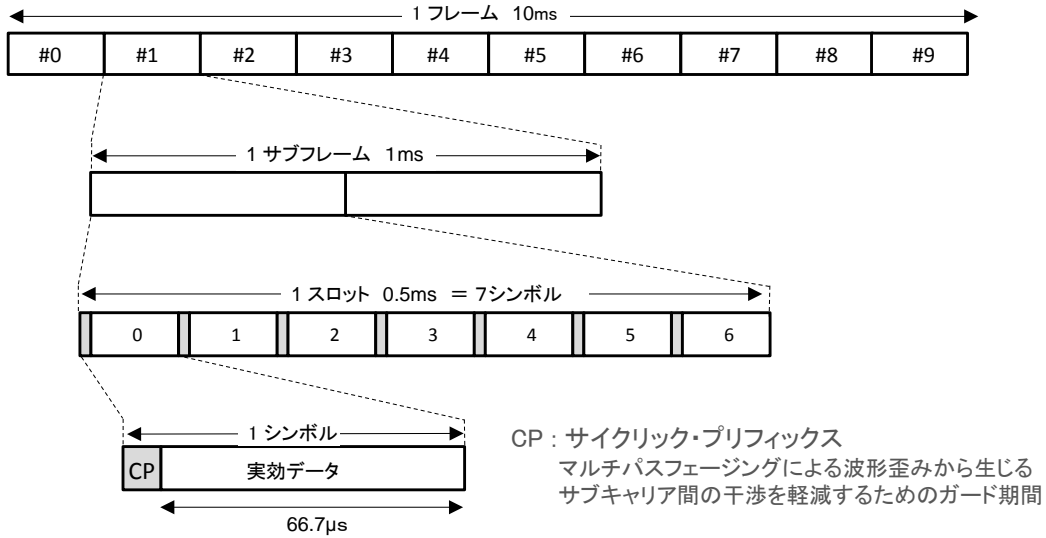 1 フレーム 10ms
#0 #1 #2 #3 #4 #5 #6 #7 #8 #9
1 サブフレーム 1ms
1 スロット 0.5ms = 7シンボル
0 1 2 3 4 5 6
1 シンボル
CP 実効データ
66.7μs
CP : サイクリック・プリフィックス
マルチパスフェージングによる波形歪みから生じる
サブキャリア間の干渉を軽減するためのガード期間